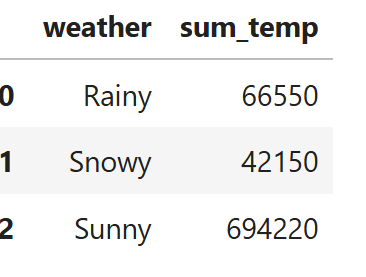 weather sum_temp
0 Rainy 66550
1 Snowy 42150
2 Sunny 694220